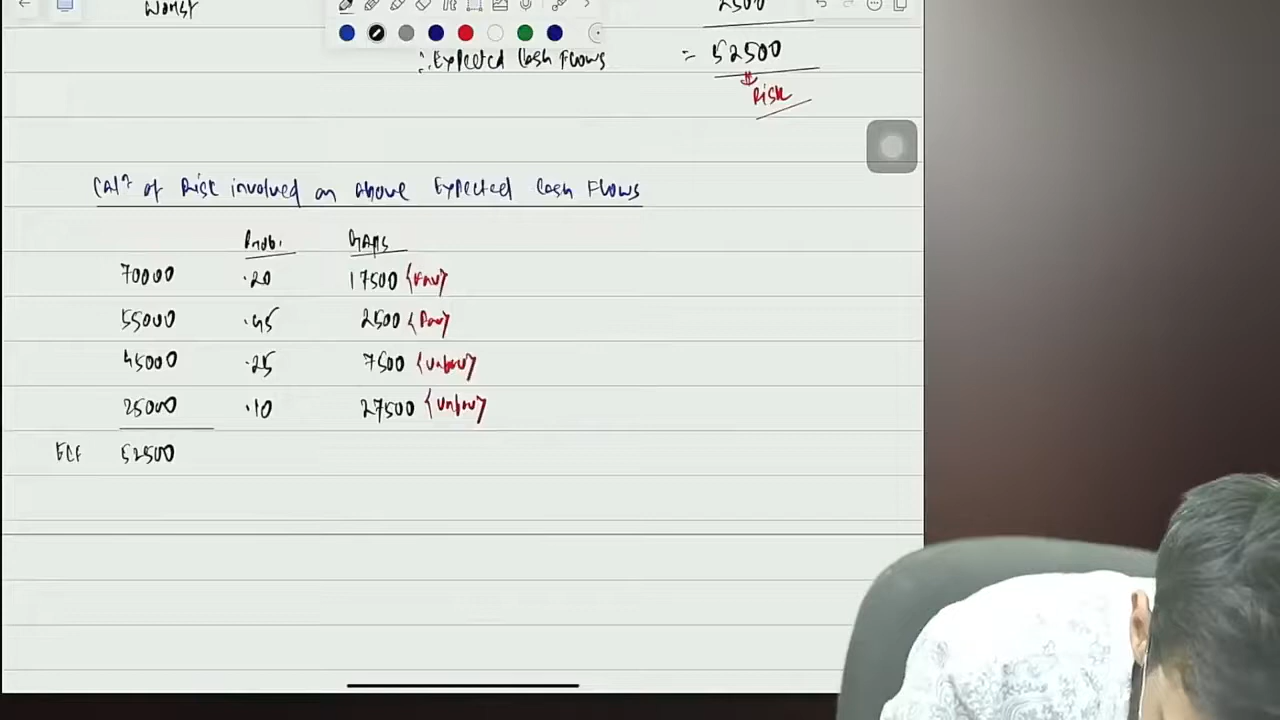 Worst
2500
∴ Expected Cash Flows = 52500
Risk
Caln of Risk involved on above Expected Cash Flows
Prob. Gaps
70000 .20 17500 {Fav}
55000 .45 2500 {Fav}
45000 .25 7500 {Unfav}
25000 .10 27500 {Unfav}
ECF 52500